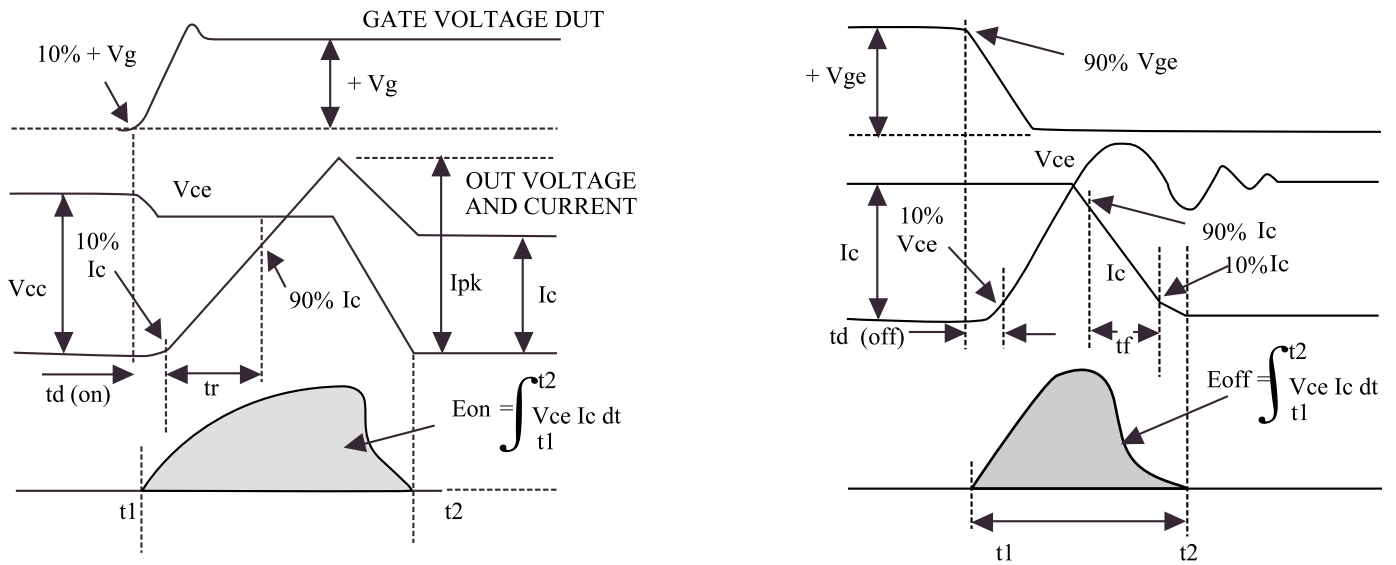 GATE VOLTAGE DUT
10% + Vg
+ Vg
Vce
OUT VOLTAGE
AND CURRENT
10%
Ic
Vcc
90% Ic
Ipk
Ic
td (on)
tr
Eon = ∫ t2
Vce Ic dt
t1
t1
t2
90% Vge
+ Vge
Vce
10%
Vce
90% Ic
Ic
Ic
10% Ic
td (off)
tf
Eoff = ∫ t2
Vce Ic dt
t1
t1
t2